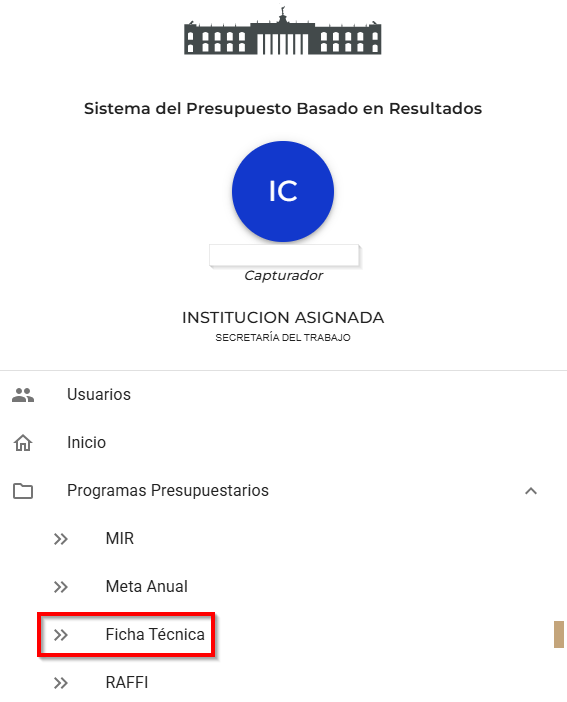 Sistema del Presupuesto Basado en Resultados
IC
Capturador
INSTITUCION ASIGNADA
SECRETARÍA DEL TRABAJO
Usuarios
Inicio
Programas Presupuestarios
MIR
Meta Anual
Ficha Técnica
RAFFI